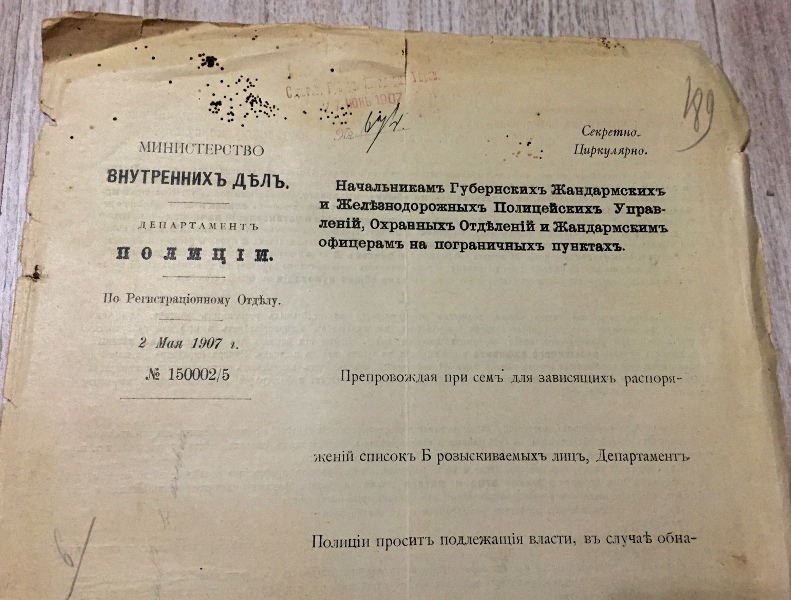 189
Секретно.
Циркулярно.
МИНИСТЕРСТВО
ВНУТРЕННИХЪ ДѢЛЪ.
ДЕПАРТАМЕНТЪ
ПОЛИЦІИ.
По Регистраціонному Отдѣлу.
2 Мая 1907 г.
№ 150002/5
Начальникамъ Губернскихъ Жандармскихъ
и Желѣзнодорожныхъ Полицейскихъ Управ-
леній, Охранныхъ Отдѣленій и Жандармскимъ
офицерамъ на пограничныхъ пунктахъ.
Препровождая при семъ для зависящихъ распоря-
женій списокъ Б розыскиваемыхъ лицъ, Департаментъ
Полиціи проситъ подлежащія власти, въ случаѣ обна-